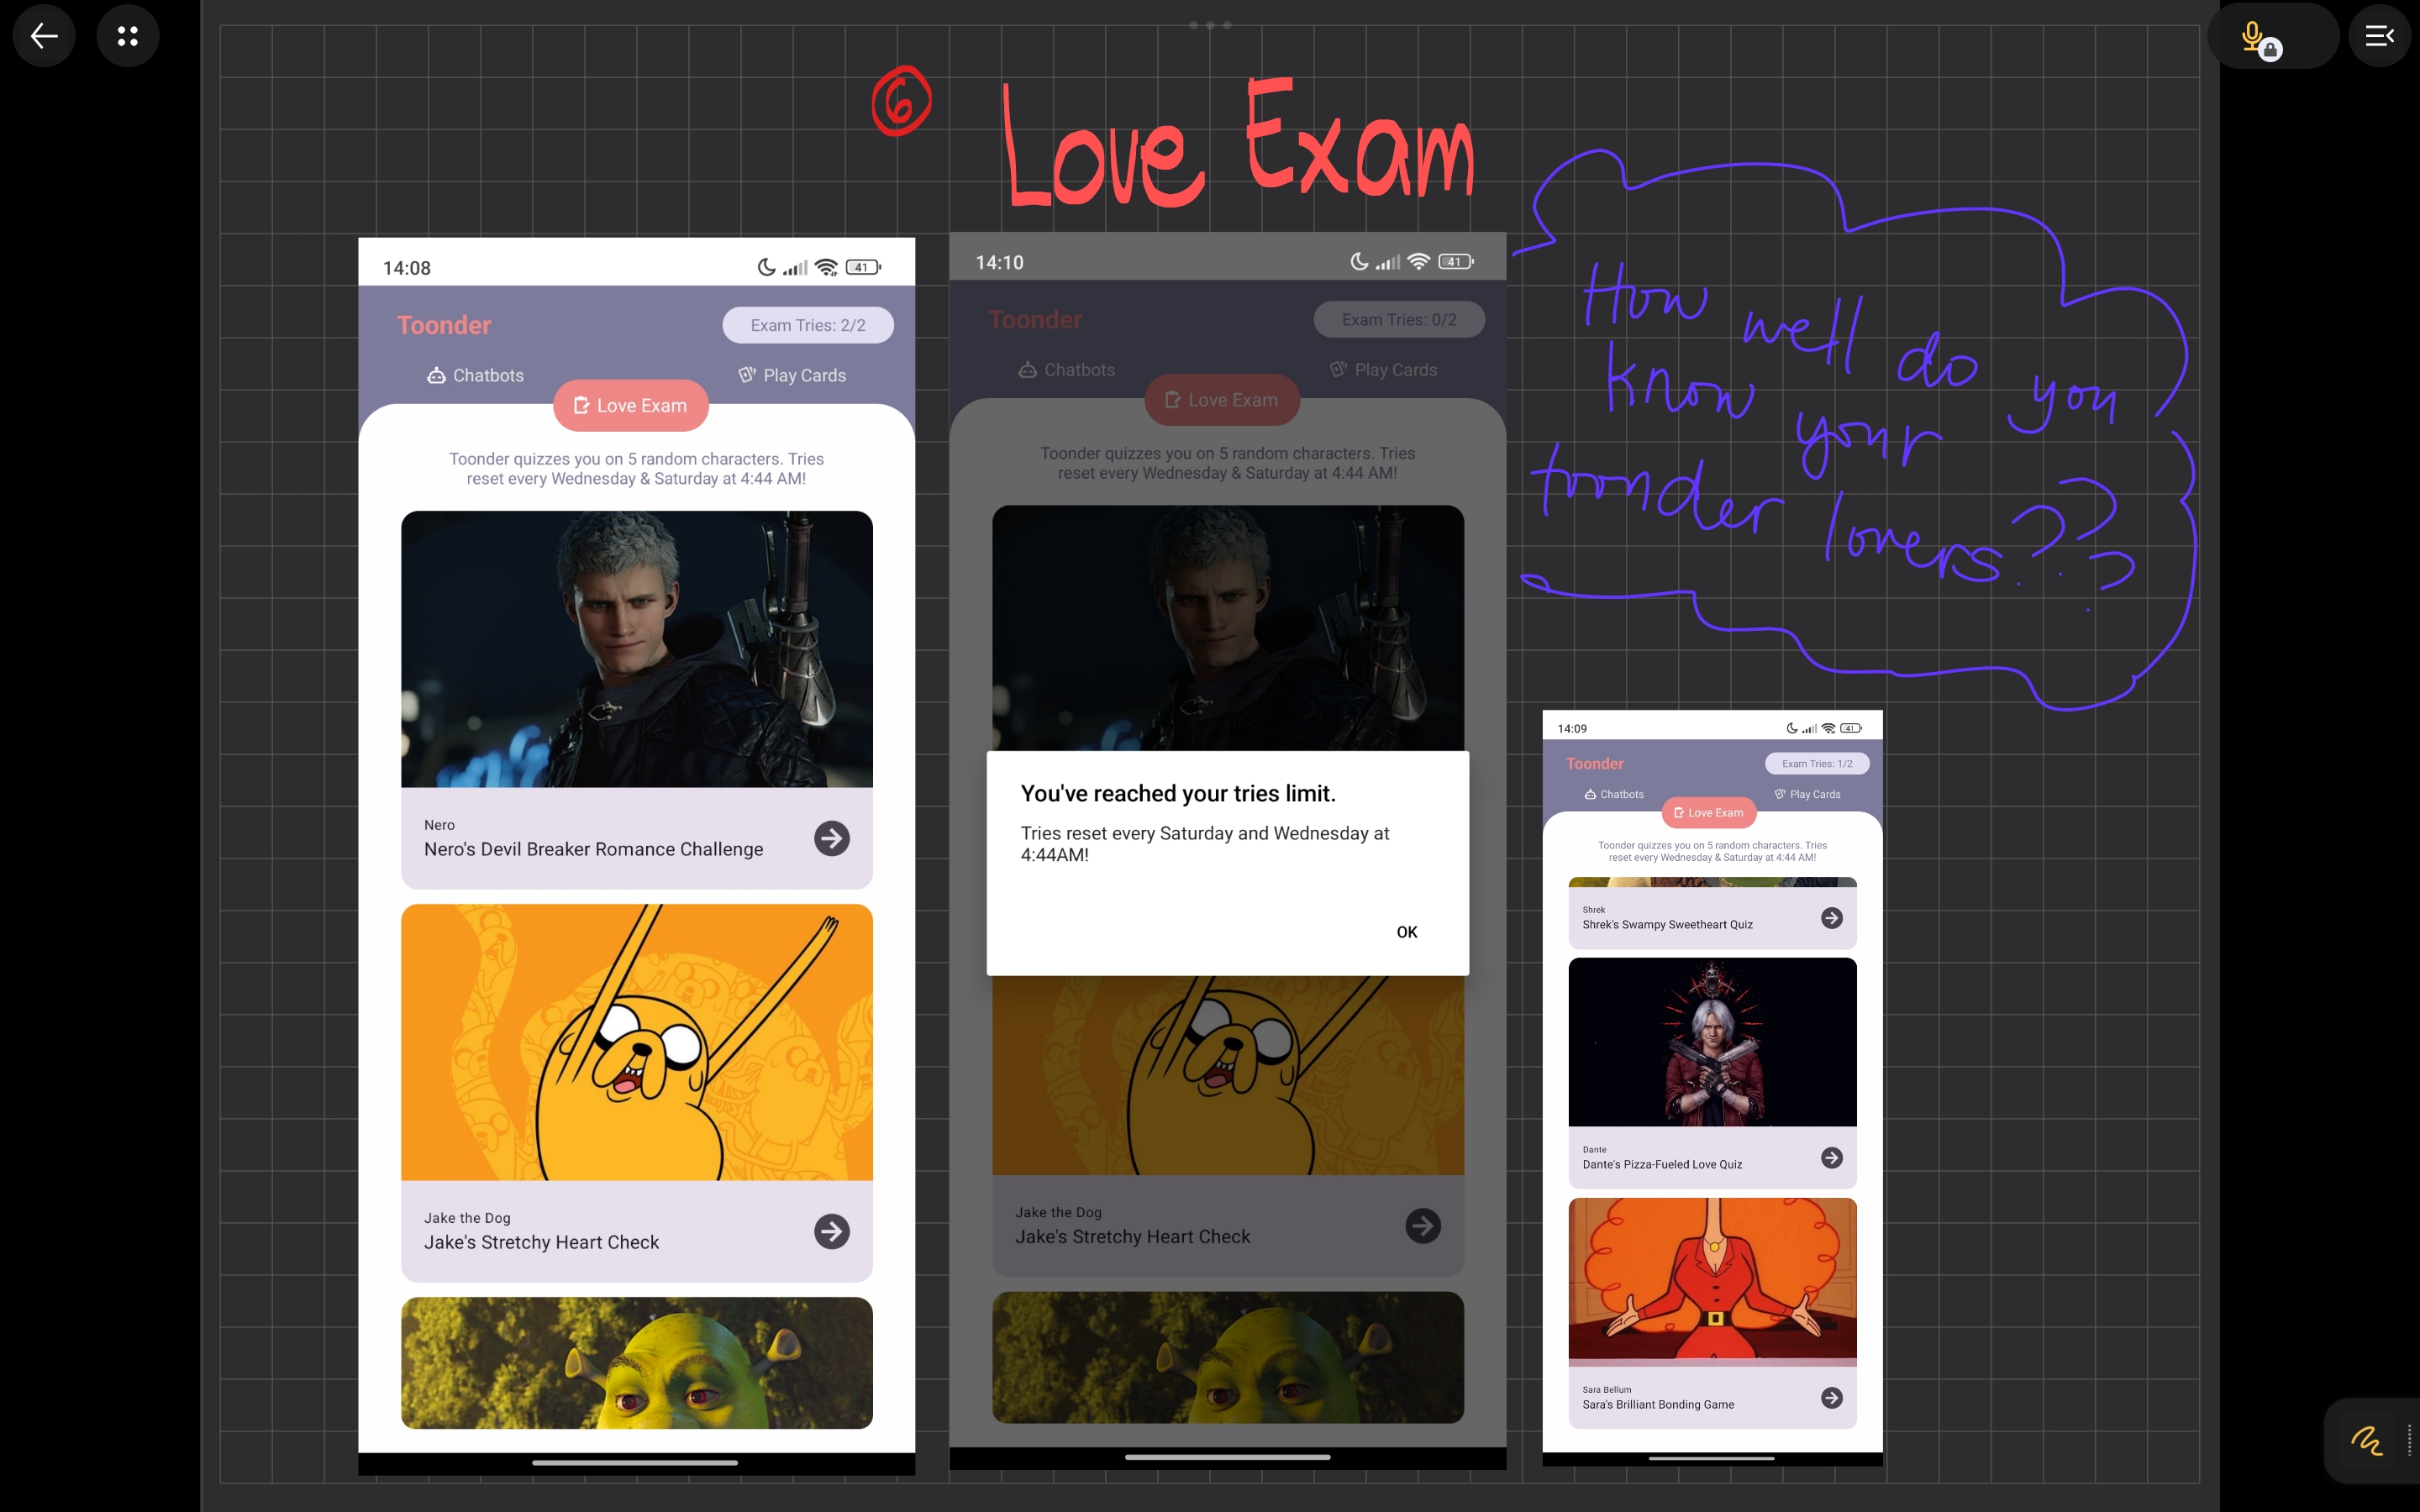 6
Love Exam
14:08
41
Toonder
Exam Tries: 2/2
Chatbots
Play Cards
Love Exam
Toonder quizzes you on 5 random characters. Tries
reset every Wednesday & Saturday at 4:44 AM!
Nero
Nero's Devil Breaker Romance Challenge
Jake the Dog
Jake's Stretchy Heart Check
14:10
41
Toonder
Exam Tries: 0/2
Chatbots
Play Cards
Love Exam
Toonder quizzes you on 5 random characters. Tries
reset every Wednesday & Saturday at 4:44 AM!
You've reached your tries limit.
Tries reset every Saturday and Wednesday at
4:44AM!
OK
Jake the Dog
Jake's Stretchy Heart Check
How well do you
know your
toonder lovers???
14:09
41
Toonder
Exam Tries: 1/2
Chatbots
Play Cards
Love Exam
Toonder quizzes you on 5 random characters. Tries
reset every Wednesday & Saturday at 4:44 AM!
Shrek
Shrek's Swampy Sweetheart Quiz
Dante
Dante's Pizza-Fueled Love Quiz
Sara Bellum
Sara's Brilliant Bonding Game